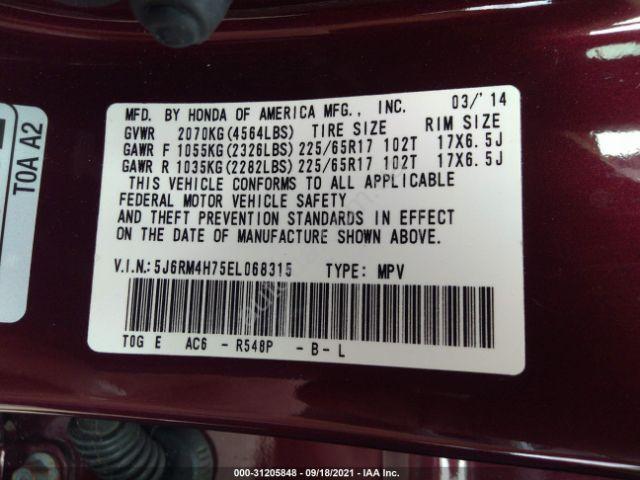 MFD. BY HONDA OF AMERICA MFG., INC. 03/'14
GVWR 2070KG(4564LBS) TIRE SIZE RIM SIZE
GAWR F 1055KG(2326LBS) 225/65R17 102T 17X6.5J
GAWR R 1035KG(2282LBS) 225/65R17 102T 17X6.5J
THIS VEHICLE CONFORMS TO ALL APPLICABLE
FEDERAL MOTOR VEHICLE SAFETY
AND THEFT PREVENTION STANDARDS IN EFFECT
ON THE DATE OF MANUFACTURE SHOWN ABOVE.
V.I.N.:5J6RM4H75EL068315 TYPE: MPV
TOG E AC6 - R548P - B - L
TOA A2
000-31205848 - 09/18/2021 - IAA Inc.